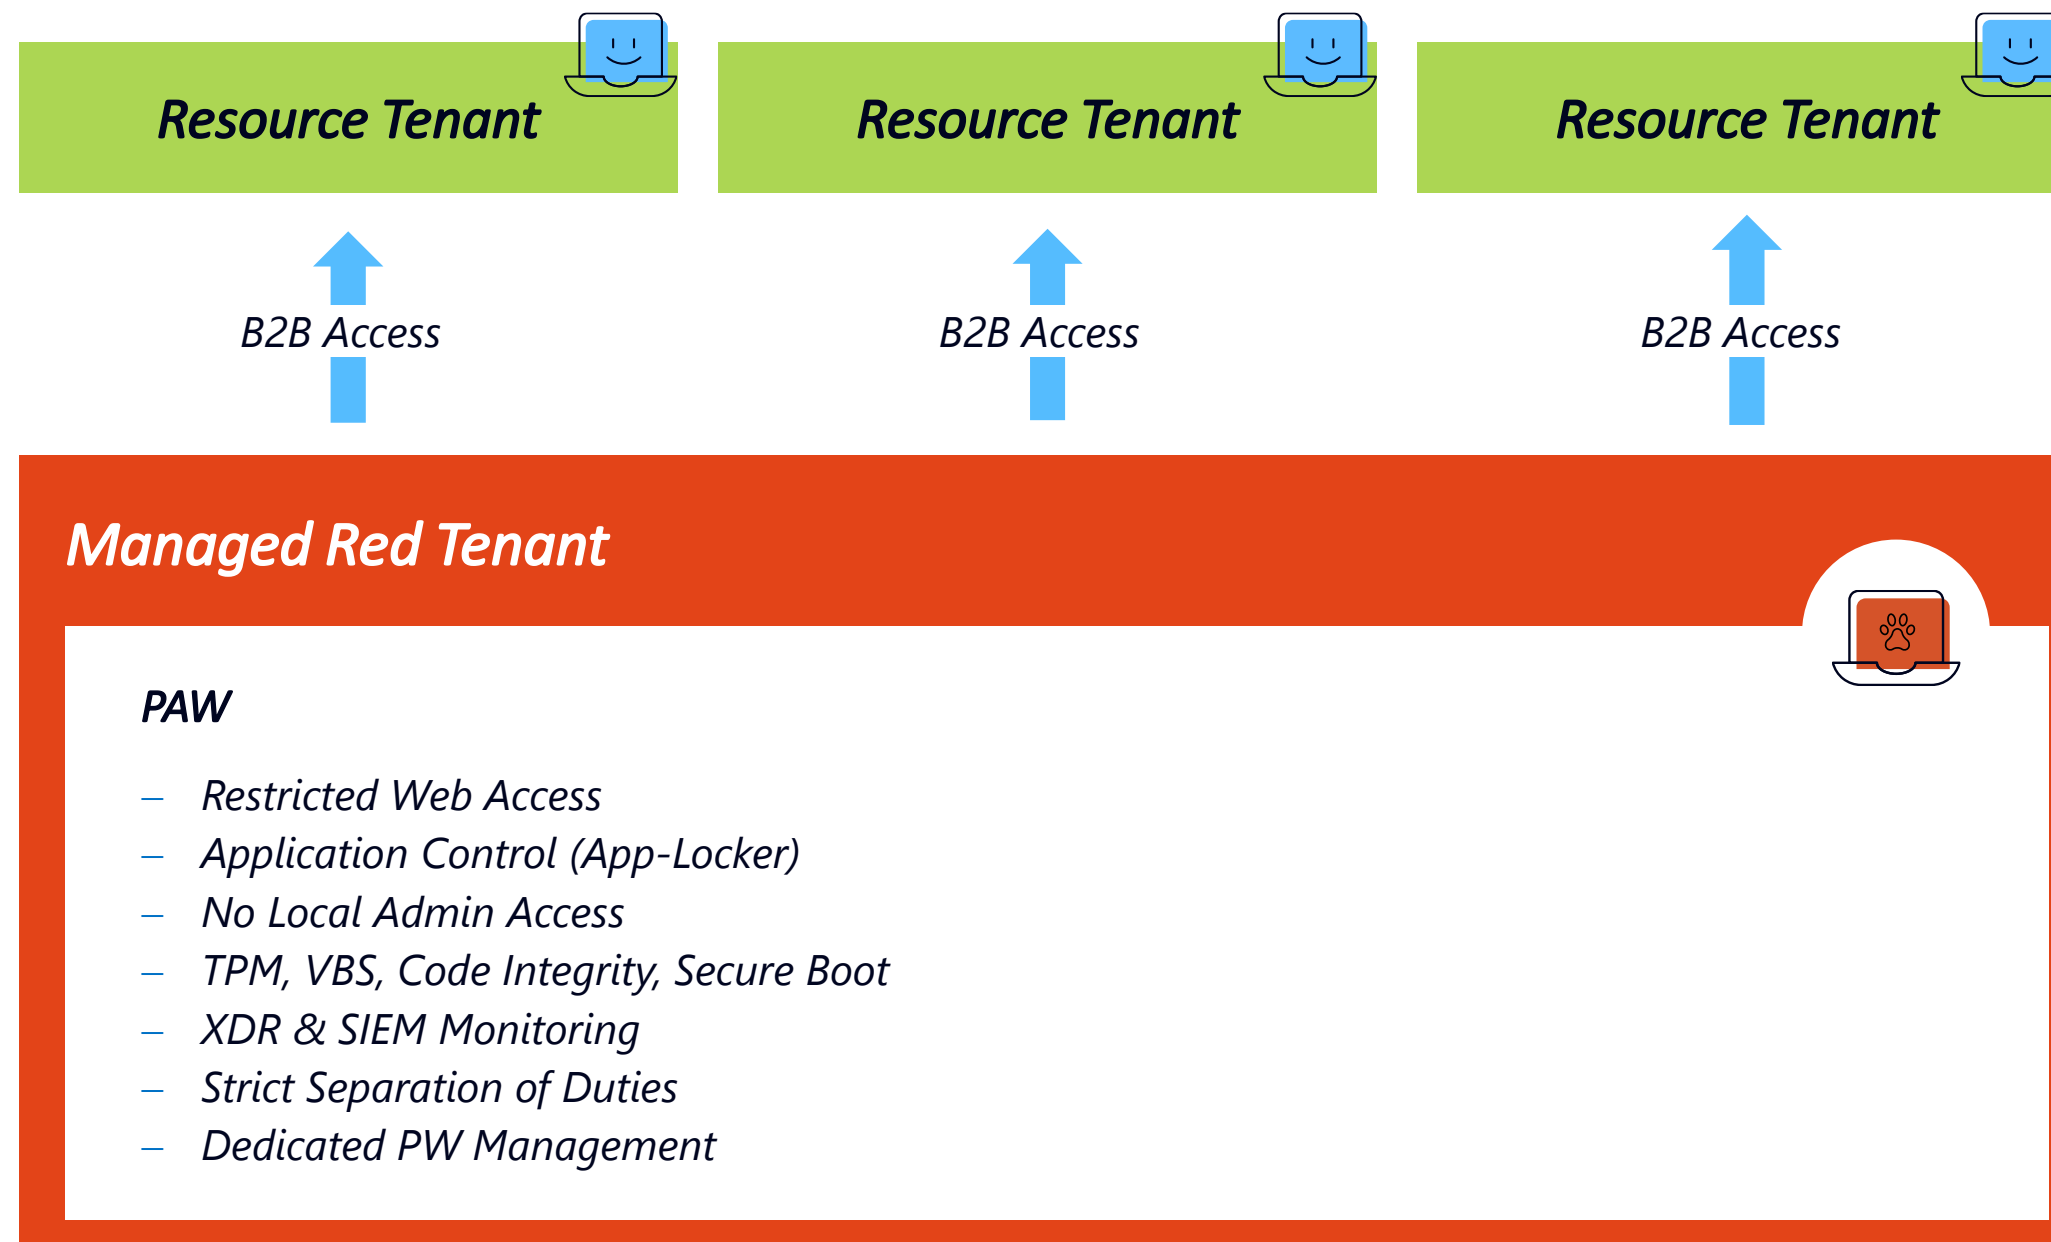 Resource Tenant Resource Tenant Resource Tenant
B2B Access B2B Access B2B Access
Managed Red Tenant
PAW
– Restricted Web Access
– Application Control (App-Locker)
– No Local Admin Access
– TPM, VBS, Code Integrity, Secure Boot
– XDR & SIEM Monitoring
– Strict Separation of Duties
– Dedicated PW Management